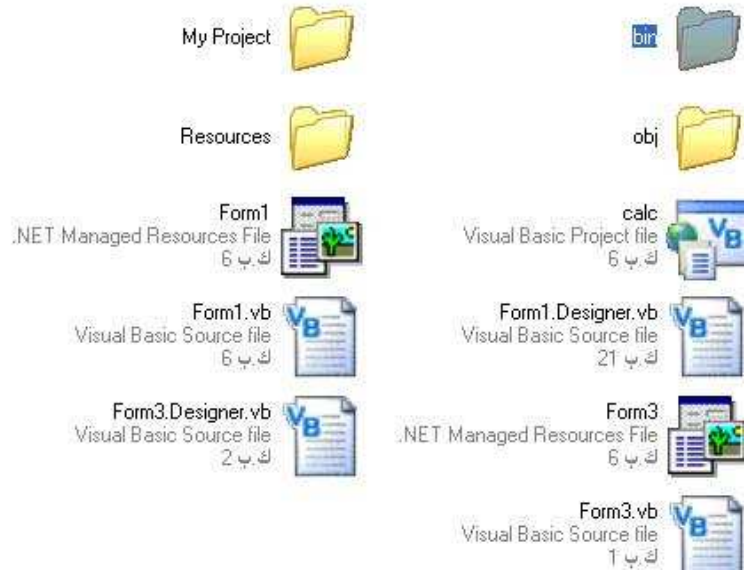 bin
My Project
obj
Resources
calc
Visual Basic Project file
6 ك.ب
Form1
.NET Managed Resources File
6 ك.ب
Form1.Designer.vb
Visual Basic Source file
21 ك.ب
Form1.vb
Visual Basic Source file
6 ك.ب
Form3
.NET Managed Resources File
6 ك.ب
Form3.Designer.vb
Visual Basic Source file
2 ك.ب
Form3.vb
Visual Basic Source file
1 ك.ب